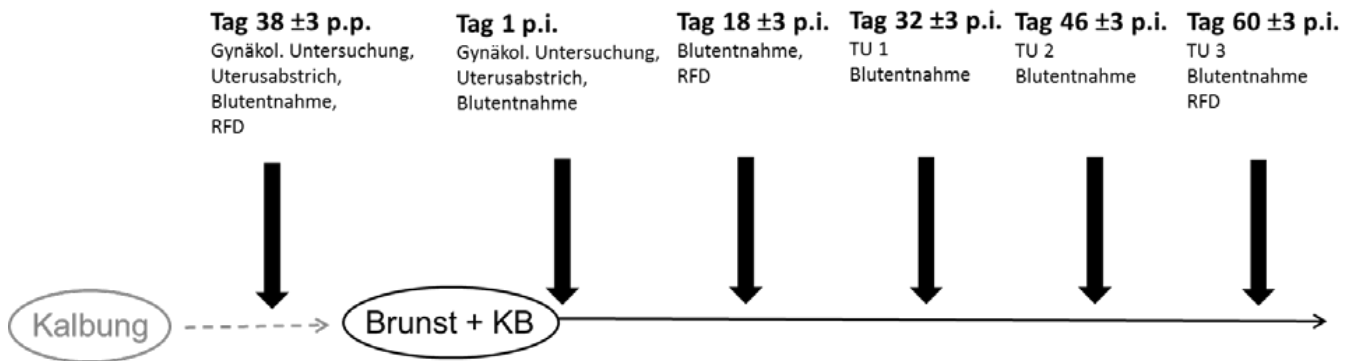 Tag 38 ±3 p.p.
Gynäkol. Untersuchung,
Uterusabstrich,
Blutentnahme,
RFD
Tag 1 p.i.
Gynäkol. Untersuchung,
Uterusabstrich,
Blutentnahme
Tag 18 ±3 p.i.
Blutentnahme,
RFD
Tag 32 ±3 p.i.
TU 1
Blutentnahme
Tag 46 ±3 p.i.
TU 2
Blutentnahme
Tag 60 ±3 p.i.
TU 3
Blutentnahme
RFD
Kalbung
Brunst + KB